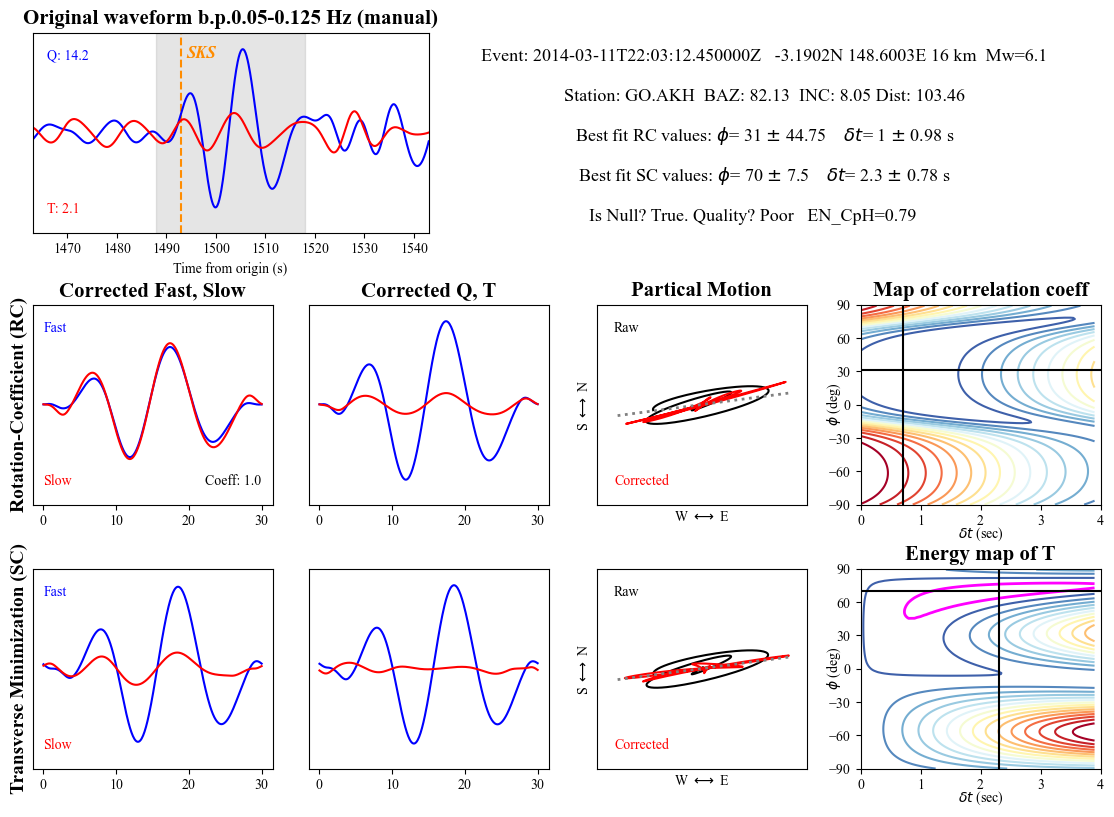 Original waveform b.p.0.05-0.125 Hz (manual)
Q: 14.2
SKS
T: 2.1
1470 1480 1490 1500 1510 1520 1530 1540
Time from origin (s)
Event: 2014-03-11T22:03:12.450000Z -3.1902N 148.6003E 16 km Mw=6.1
Station: GO.AKH BAZ: 82.13 INC: 8.05 Dist: 103.46
Best fit RC values: ϕ= 31 ± 44.75 δt= 1 ± 0.98 s
Best fit SC values: ϕ= 70 ± 7.5 δt= 2.3 ± 0.78 s
Is Null? True. Quality? Poor EN_CpH=0.79
Rotation-Coefficient (RC)
Corrected Fast, Slow
Fast
Slow
Coeff: 1.0
0 10 20 30
Corrected Q, T
0 10 20 30
Partical Motion
Raw
Corrected
S ⟷ N
W ⟷ E
Map of correlation coeff
90
60
30
0
−30
−60
−90
ϕ (deg)
0 1 2 3 4
δt (sec)
Transverse Minimization (SC)
Fast
Slow
0 10 20 30
0 10 20 30
Raw
Corrected
S ⟷ N
W ⟷ E
Energy map of T
90
60
30
0
−30
−60
−90
ϕ (deg)
0 1 2 3 4
δt (sec)